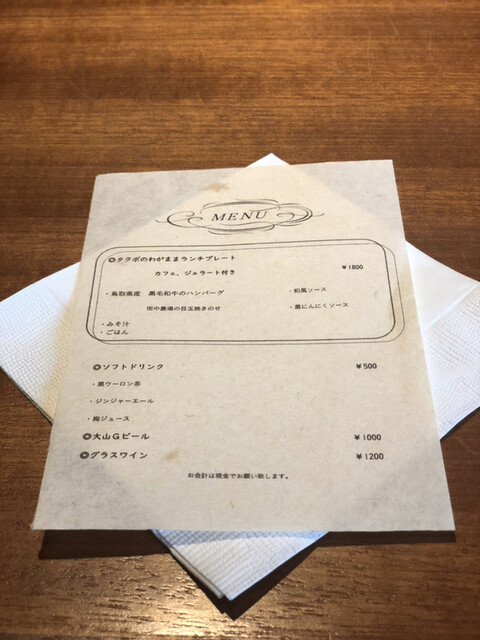 MENU
◎タクボのわがままランチプレート
カフェ、ジェラート付き ￥1800
・鳥取県産 黒毛和牛のハンバーグ ・和風ソース
田中農場の目玉焼きのせ ・黒にんにくソース
・みそ汁
・ごはん
◎ソフトドリンク ￥500
・黒ウーロン茶
・ジンジャーエール
・梅ジュース
◎大山Gビール ￥1000
◎グラスワイン ￥1200
お会計は現金でお願い致します。